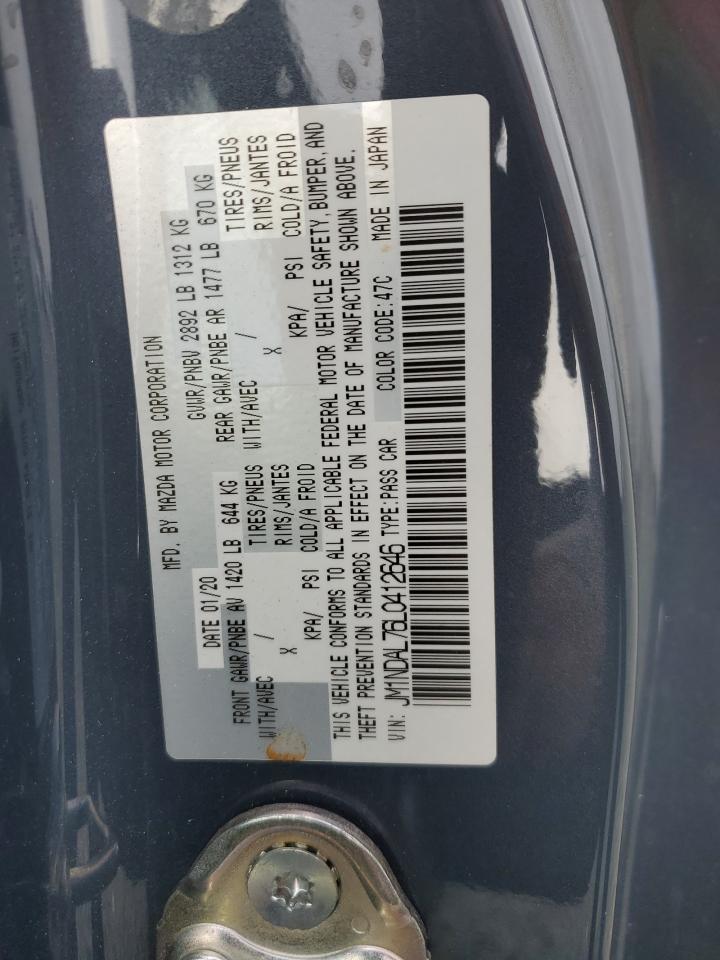 MFD. BY MAZDA MOTOR CORPORATION
DATE 01/20 GVWR/PNBV 2892 LB 1312 KG
FRONT GAWR/PNBE AV 1420 LB 644 KG REAR GAWR/PNBE AR 1477 LB 670 KG
WITH/AVEC / TIRES/PNEUS WITH/AVEC / TIRES/PNEUS
X RIMS/JANTES X RIMS/JANTES
KPA/ PSI COLD/A FROID KPA/ PSI COLD/A FROID
THIS VEHICLE CONFORMS TO ALL APPLICABLE FEDERAL MOTOR VEHICLE SAFETY, BUMPER, AND
THEFT PREVENTION STANDARDS IN EFFECT ON THE DATE OF MANUFACTURE SHOWN ABOVE.
VIN: JM1NDAL76L0412646 TYPE:PASS CAR COLOR CODE:47C MADE IN JAPAN